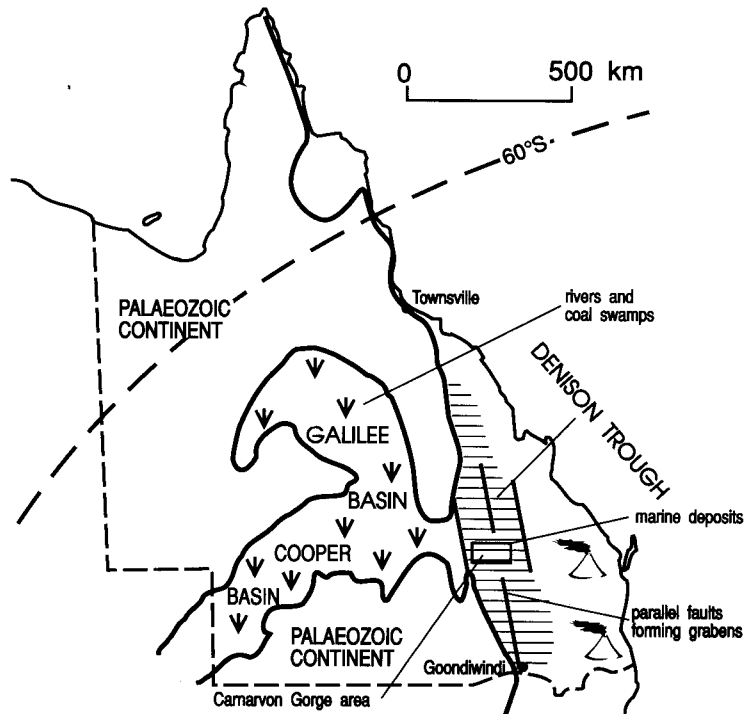 0 500 km
60°S
Townsville
rivers and
coal swamps
PALAEOZOIC
CONTINENT
DENISON TROUGH
GALILEE
BASIN
marine deposits
COOPER
BASIN
parallel faults
forming grabens
PALAEOZOIC
CONTINENT
Goondiwindi
Carnarvon Gorge area